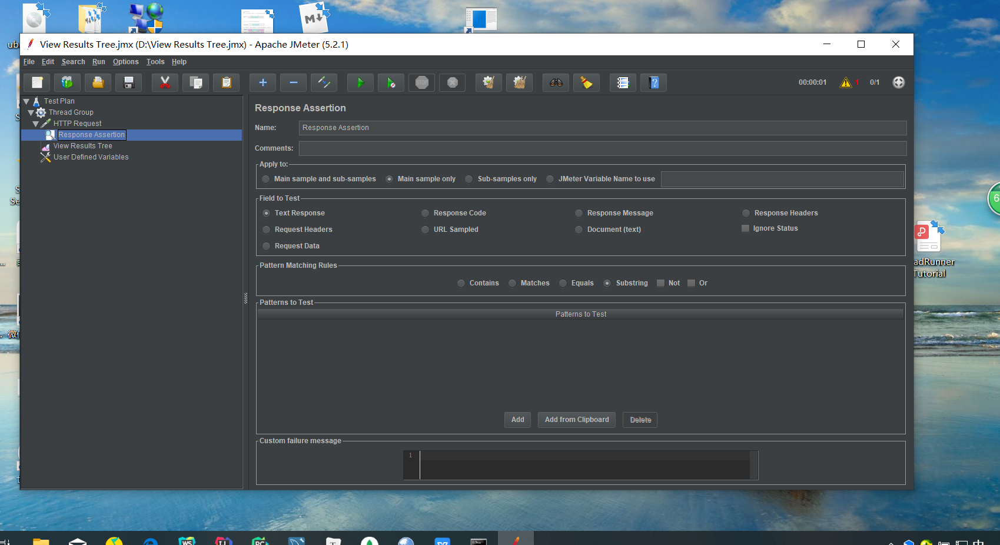 View Results Tree.jmx (D:\View Results Tree.jmx) - Apache JMeter (5.2.1)
File Edit Search Run Options Tools Help
STOP
00:00:01 1 0/1
Test Plan
Thread Group
HTTP Request
Response Assertion
View Results Tree
User Defined Variables
Response Assertion
Name: Response Assertion
Comments:
Apply to:
Main sample and sub-samples Main sample only Sub-samples only JMeter Variable Name to use
Field to Test
Text Response Response Code Response Message Response Headers
Request Headers URL Sampled Document (text) Ignore Status
Request Data
Pattern Matching Rules
Contains Matches Equals Substring Not Or
Patterns to Test
Patterns to Test
Add Add from Clipboard Delete
Custom failure message
1
adRunner
Tutorial
6
WS
PC
中